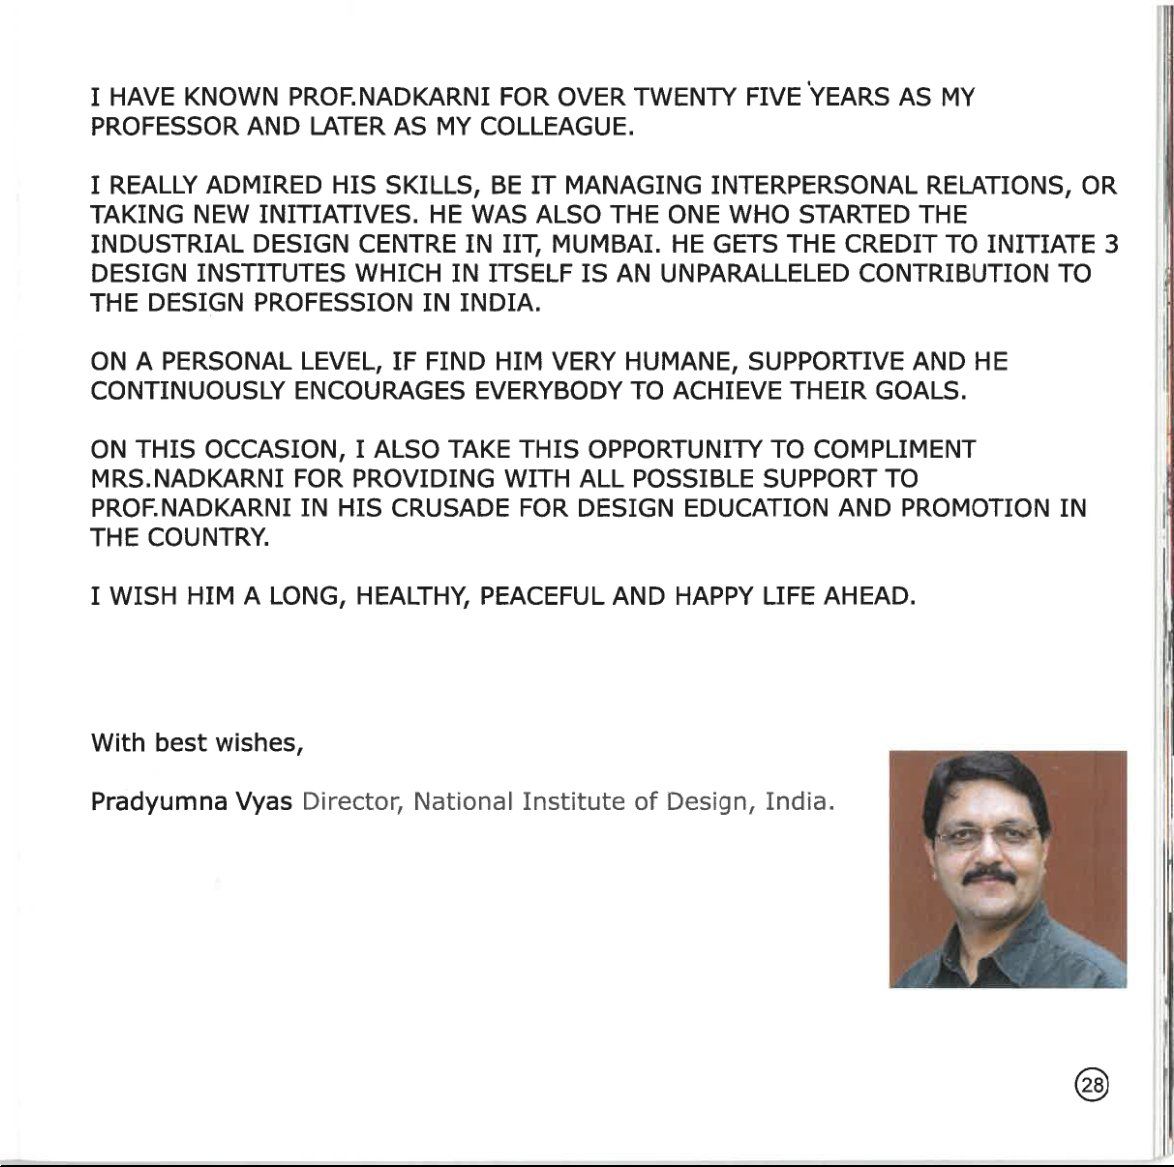 I HAVE KNOWN PROF.NADKARNI FOR OVER TWENTY FIVE YEARS AS MY
PROFESSOR AND LATER AS MY COLLEAGUE.
I REALLY ADMIRED HIS SKILLS, BE IT MANAGING INTERPERSONAL RELATIONS, OR
TAKING NEW INITIATIVES. HE WAS ALSO THE ONE WHO STARTED THE
INDUSTRIAL DESIGN CENTRE IN IIT, MUMBAI. HE GETS THE CREDIT TO INITIATE 3
DESIGN INSTITUTES WHICH IN ITSELF IS AN UNPARALLELED CONTRIBUTION TO
THE DESIGN PROFESSION IN INDIA.
ON A PERSONAL LEVEL, IF FIND HIM VERY HUMANE, SUPPORTIVE AND HE
CONTINUOUSLY ENCOURAGES EVERYBODY TO ACHIEVE THEIR GOALS.
ON THIS OCCASION, I ALSO TAKE THIS OPPORTUNITY TO COMPLIMENT
MRS.NADKARNI FOR PROVIDING WITH ALL POSSIBLE SUPPORT TO
PROF.NADKARNI IN HIS CRUSADE FOR DESIGN EDUCATION AND PROMOTION IN
THE COUNTRY.
I WISH HIM A LONG, HEALTHY, PEACEFUL AND HAPPY LIFE AHEAD.
With best wishes,
Pradyumna Vyas Director, National Institute of Design, India.
28